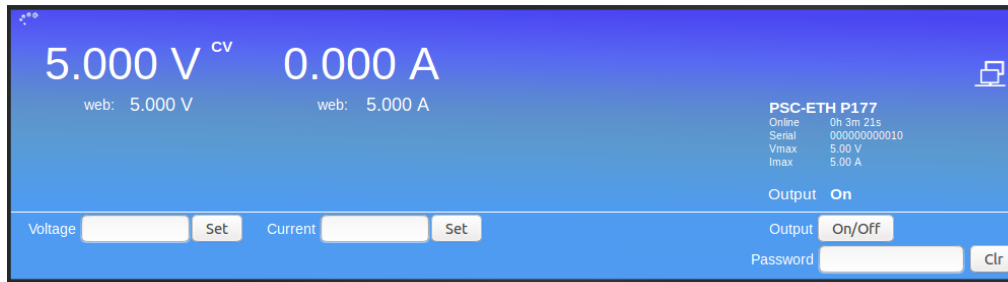 5.000 V CV 0.000 A
web: 5.000 V web: 5.000 A
PSC-ETH P177
Online 0h 3m 21s
Serial 000000000010
Vmax 5.00 V
Imax 5.00 A
Output On
Voltage Set Current Set Output On/Off
Password Clr